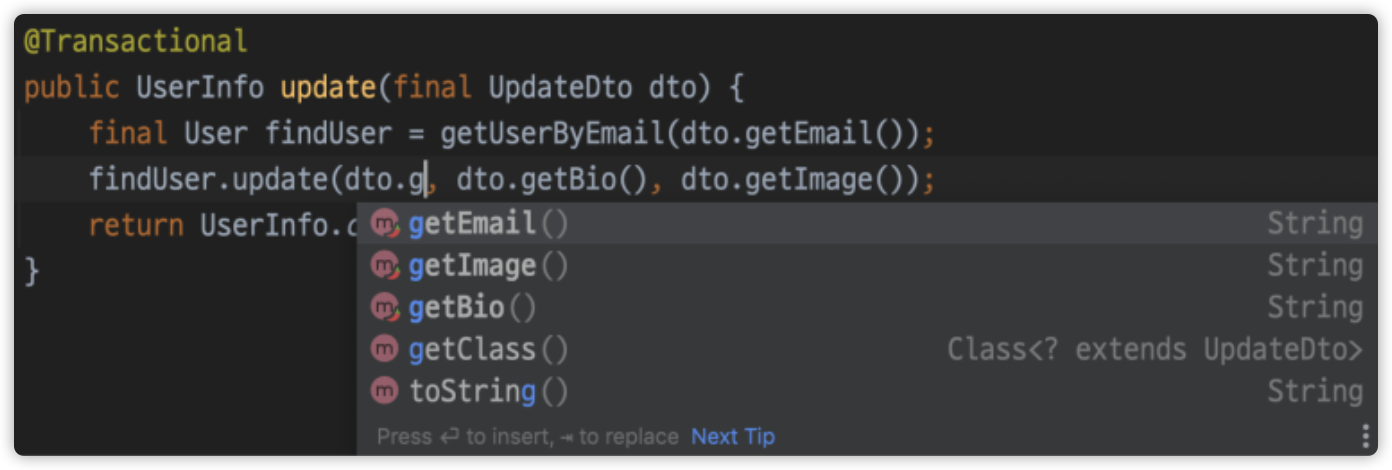 @Transactional
public UserInfo update(final UpdateDto dto) {
final User findUser = getUserByEmail(dto.getEmail());
findUser.update(dto.g, dto.getBio(), dto.getImage());
return UserInfo.
getEmail() String
getImage() String
getBio() String
getClass() Class<? extends UpdateDto>
toString() String
}
Press ↵ to insert, ⇥ to replace Next Tip